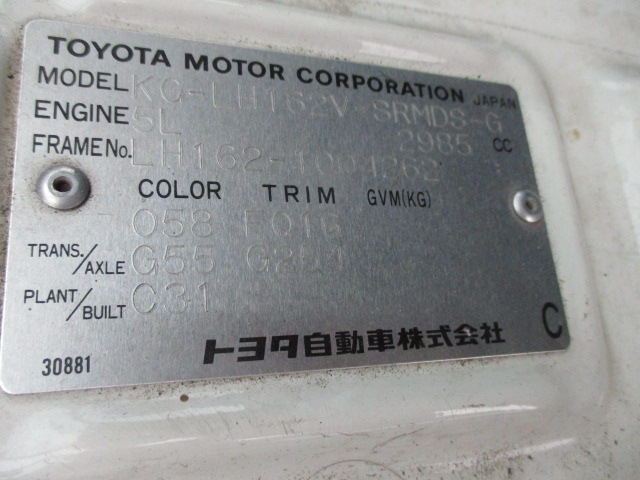 TOYOTA MOTOR CORPORATION JAPAN
MODEL KC-LH162V-SRMDS-G
ENGINE 5L 2985 CC
FRAME No. LH162-1004262
COLOR TRIM GVM(KG)
058 F016
TRANS./AXLE G55
PLANT/BUILT C31
トヨタ自動車株式会社 C
30881